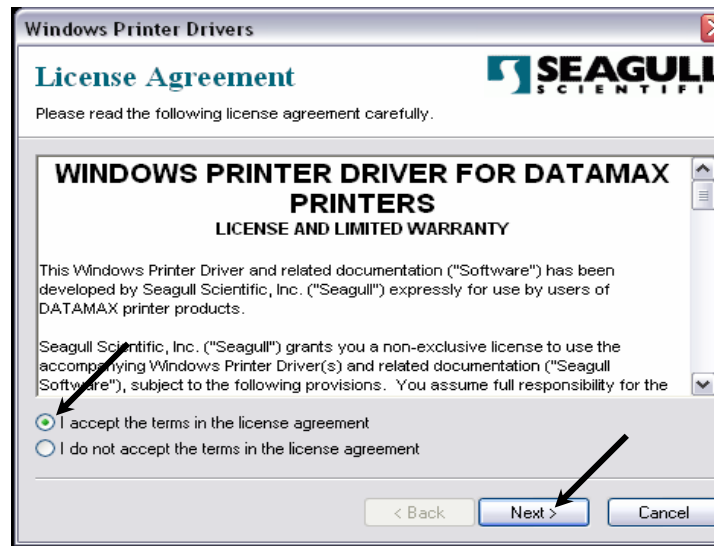 Windows Printer Drivers
License Agreement
SEAGULL
SCIENTIFI
Please read the following license agreement carefully.
WINDOWS PRINTER DRIVER FOR DATAMAX
PRINTERS
LICENSE AND LIMITED WARRANTY
This Windows Printer Driver and related documentation ("Software") has been
developed by Seagull Scientific, Inc. ("Seagull") expressly for use by users of
DATAMAX printer products.
Seagull Scientific, Inc. ("Seagull") grants you a non-exclusive license to use the
accompanying Windows Printer Driver(s) and related documentation ("Seagull
Software"), subject to the following provisions. You assume full responsibility for the
I accept the terms in the license agreement
I do not accept the terms in the license agreement
< Back
Next >
Cancel